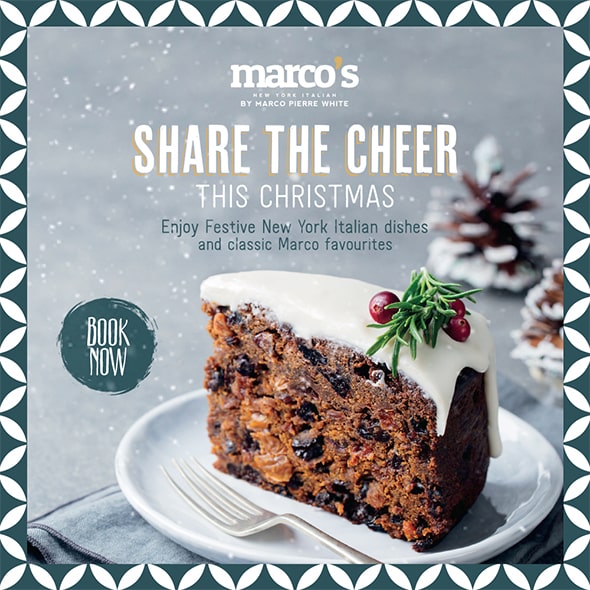 marco's
NEW YORK ITALIAN
BY MARCO PIERRE WHITE
SHARE THE CHEER
THIS CHRISTMAS
Enjoy Festive New York Italian dishes
and classic Marco favourites
BOOK
NOW